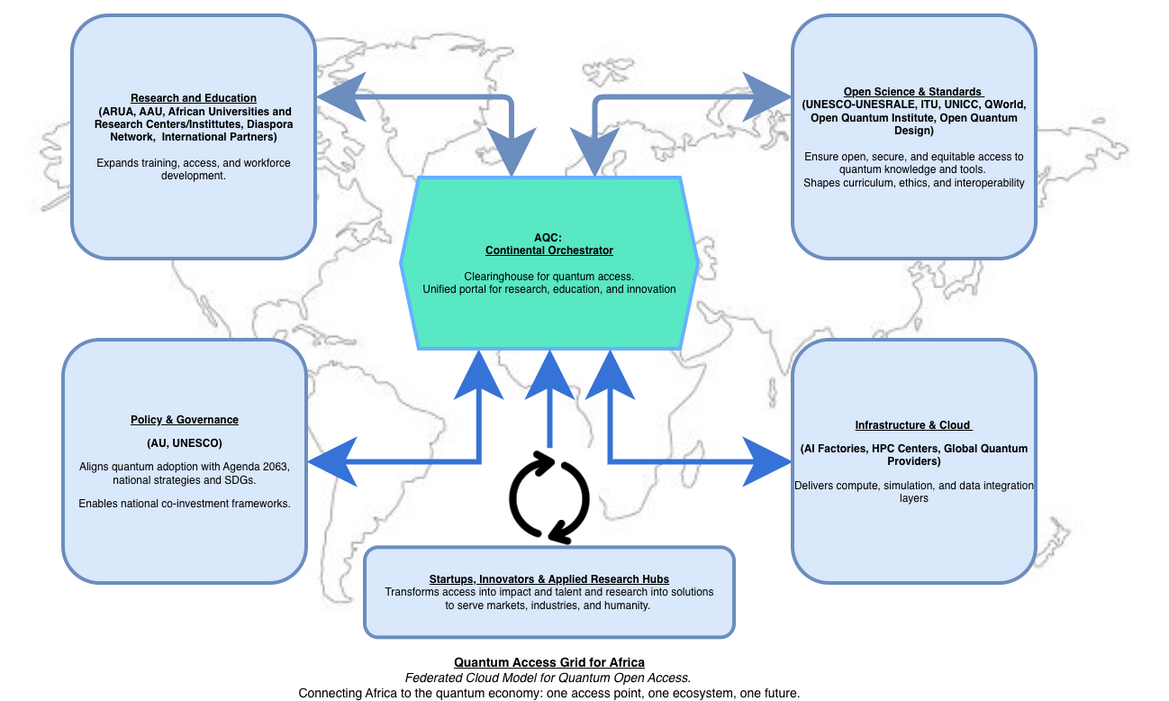 Research and Education
(ARUA, AAU, African Universities and
Research Centers/Instittutes, Diaspora
Network, International Partners)
Expands training, access, and workforce
development.
Open Science & Standards
(UNESCO-UNESRALE, ITU, UNICC, QWorld,
Open Quantum Institute, Open Quantum
Design)
Ensure open, secure, and equitable access to
quantum knowledge and tools.
Shapes curriculum, ethics, and interoperability
AQC:
Continental Orchestrator
Clearinghouse for quantum access.
Unified portal for research, education, and innovation
Policy & Governance
(AU, UNESCO)
Aligns quantum adoption with Agenda 2063,
national strategies and SDGs.
Enables national co-investment frameworks.
Infrastructure & Cloud
(AI Factories, HPC Centers, Global Quantum
Providers)
Delivers compute, simulation, and data integration
layers
Startups, Innovators & Applied Research Hubs
Transforms access into impact and talent and research into solutions
to serve markets, industries, and humanity.
Quantum Access Grid for Africa
Federated Cloud Model for Quantum Open Access.
Connecting Africa to the quantum economy: one access point, one ecosystem, one future.